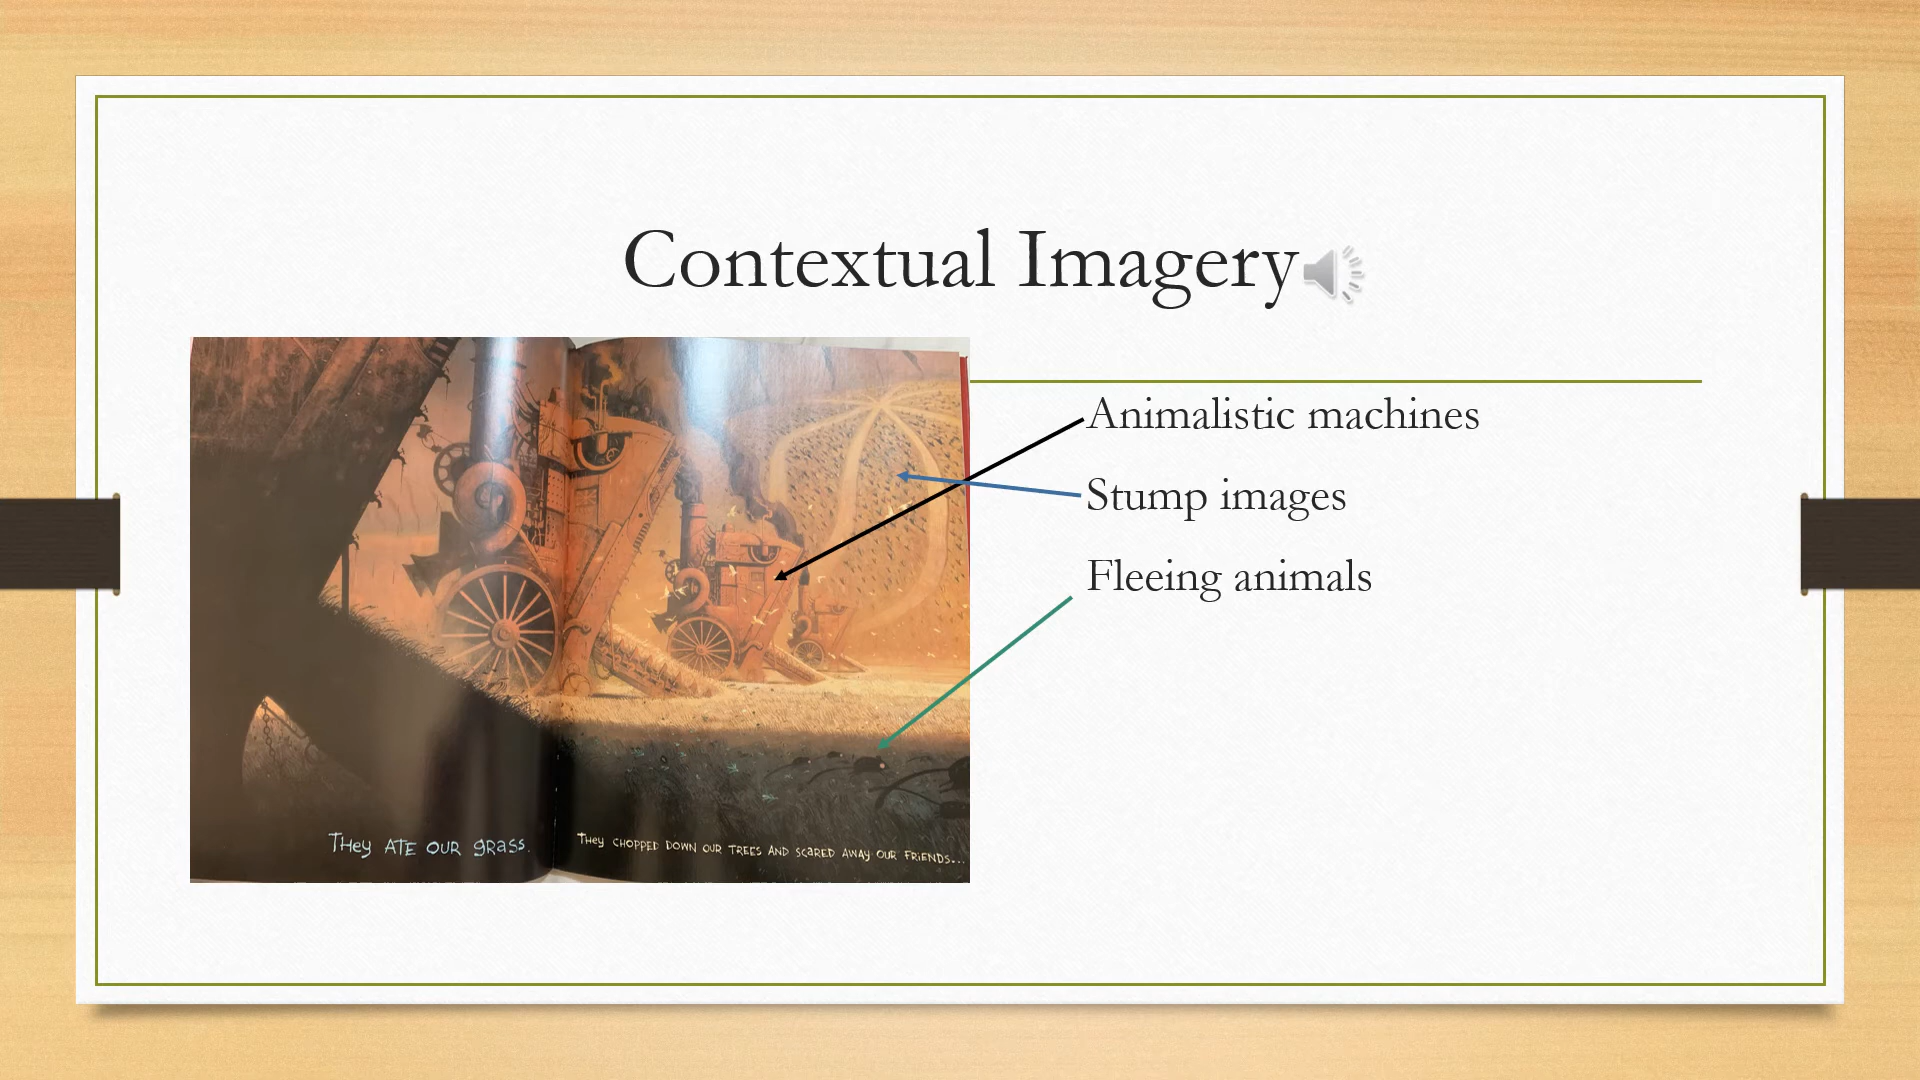 Contextual Imagery
Animalistic machines
Stump images
Fleeing animals
THey ATE OUR gRaSS.
THey CHOPPED DOWN OUR TREES AND SCaRED AWAY OUR FRiENDS...